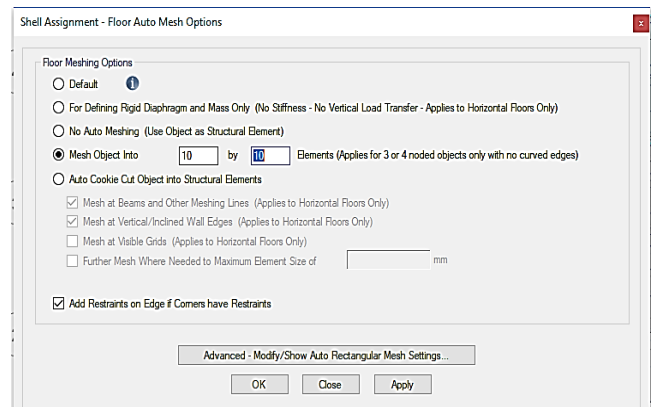 Shell Assignment - Floor Auto Mesh Options
Floor Meshing Options
Default
For Defining Rigid Diaphragm and Mass Only (No Stiffness - No Vertical Load Transfer - Applies to Horizontal Floors Only)
No Auto Meshing (Use Object as Structural Element)
Mesh Object Into 10 by 10 Elements (Applies for 3 or 4 noded objects only with no curved edges)
Auto Cookie Cut Object into Structural Elements
Mesh at Beams and Other Meshing Lines (Applies to Horizontal Floors Only)
Mesh at Vertical/Inclined Wall Edges (Applies to Horizontal Floors Only)
Mesh at Visible Grids (Applies to Horizontal Floors Only)
Further Mesh Where Needed to Maximum Element Size of mm
Add Restraints on Edge if Corners have Restraints
Advanced - Modify/Show Auto Rectangular Mesh Settings...
OK Close Apply